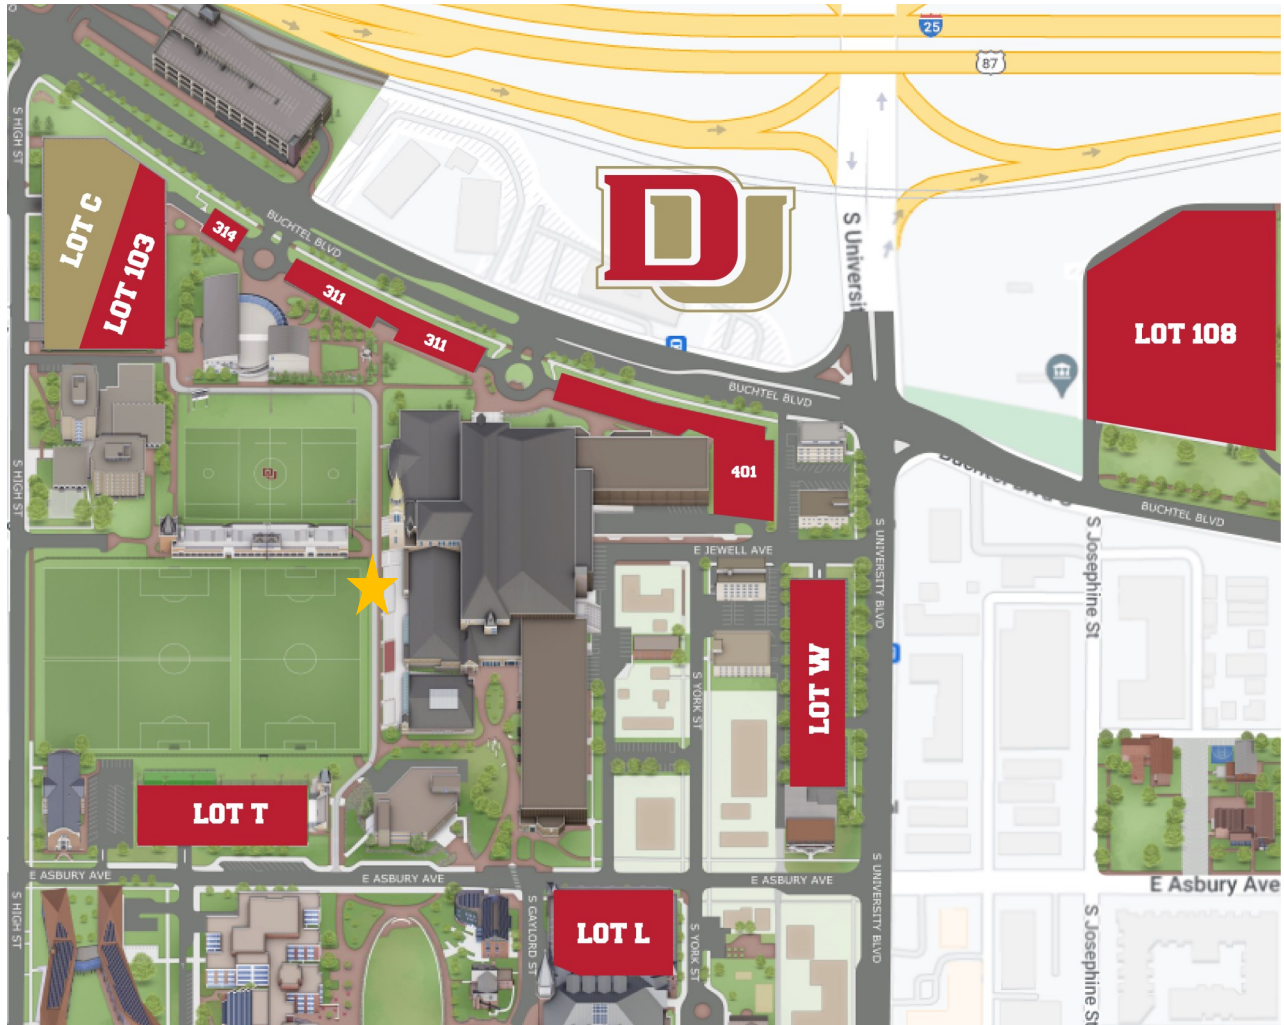 25
87
S HIGH ST
LOT C
LOT 103
314
BUCHTEL BLVD
311
311
DU
S Universi
LOT 108
BUCHTEL BLVD
401
S HIGH ST
BUCHTEL BLVD
E JEWELL AVE
S UNIVERSITY BLVD
S Josephine St
LOT W
S YORK ST
LOT T
E ASBURY AVE
E ASBURY AVE
E ASBURY AVE
E Asbury Ave
S HIGH ST
S GAYLORD ST
LOT L
S YORK ST
S UNIVERSITY BLVD
S Josephine St